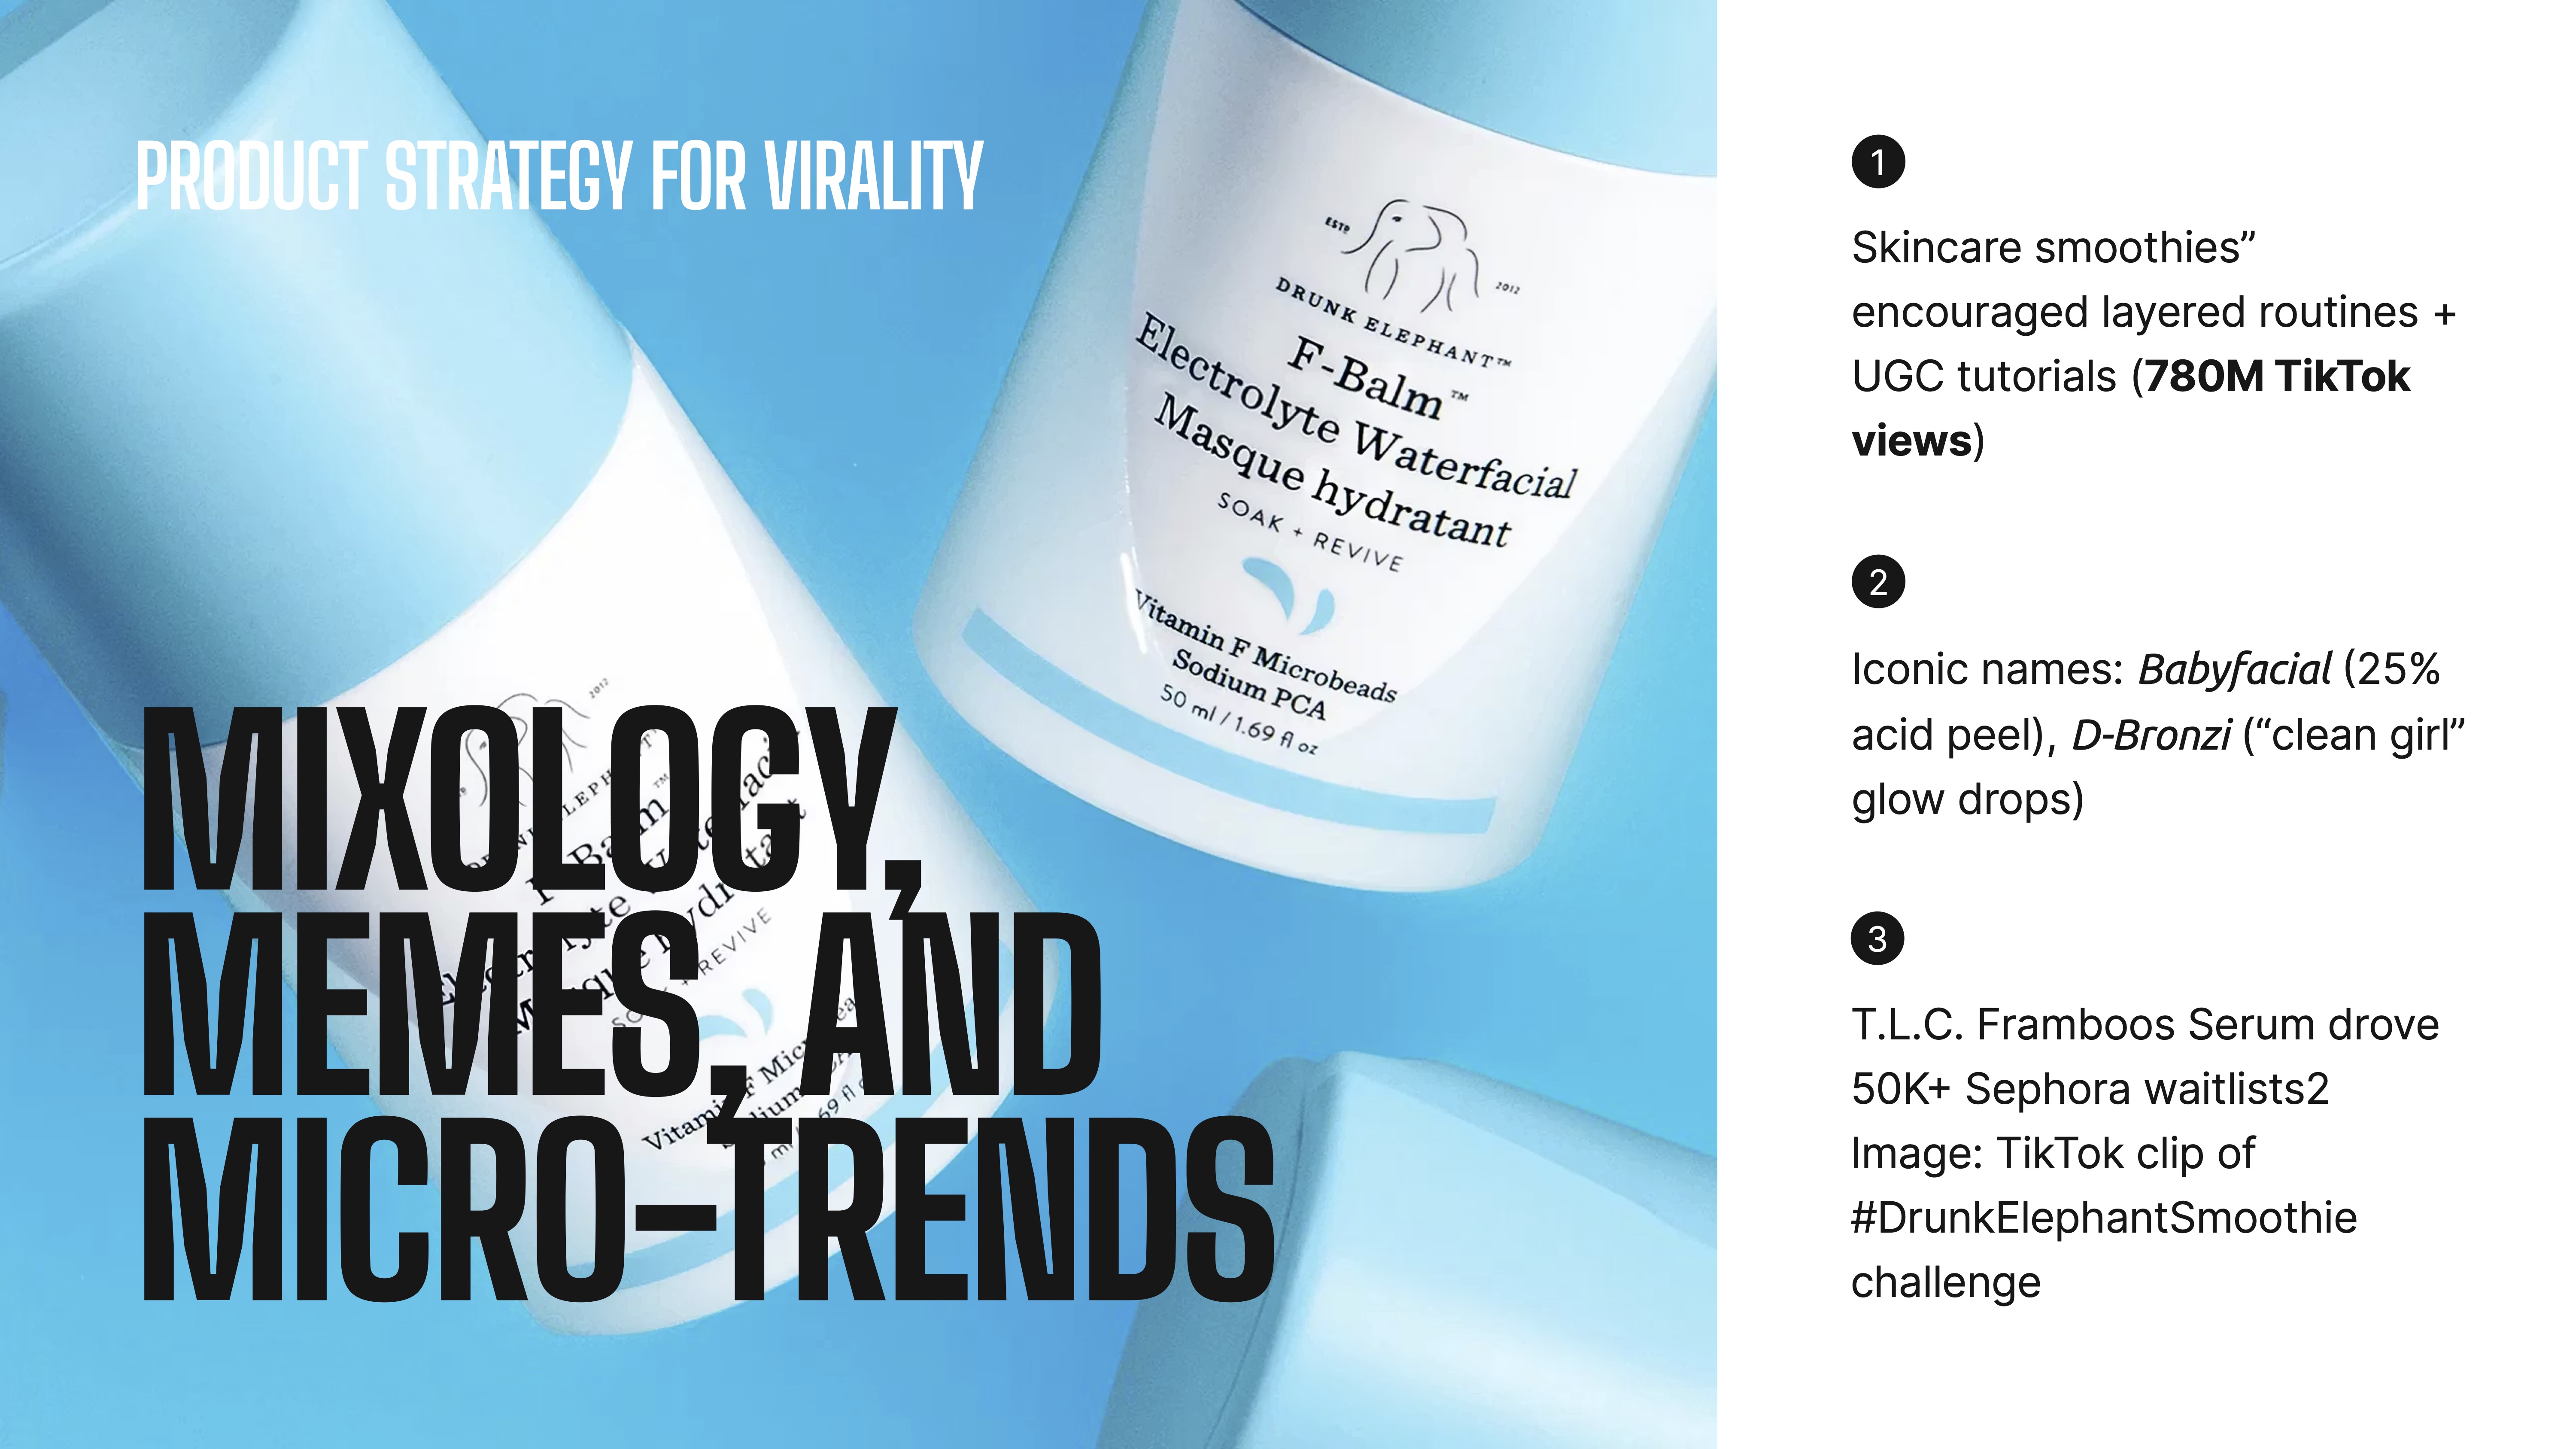 PRODUCT STRATEGY FOR VIRALITY
MIXOLOGY,
MEMES, AND
MICRO-TRENDS
ESTD
2012
DRUNK ELEPHANT™
F-Balm™
Electrolyte Waterfacial
Masque hydratant
SOAK + REVIVE
Vitamin F Microbeads
Sodium PCA
50 ml / 1.69 fl oz
2012
REVIVE
1
Skincare smoothies”
encouraged layered routines +
UGC tutorials (780M TikTok
views)
2
Iconic names: Babyfacial (25%
acid peel), D-Bronzi (“clean girl”
glow drops)
3
T.L.C. Framboos Serum drove
50K+ Sephora waitlists2
Image: TikTok clip of
#DrunkElephantSmoothie
challenge